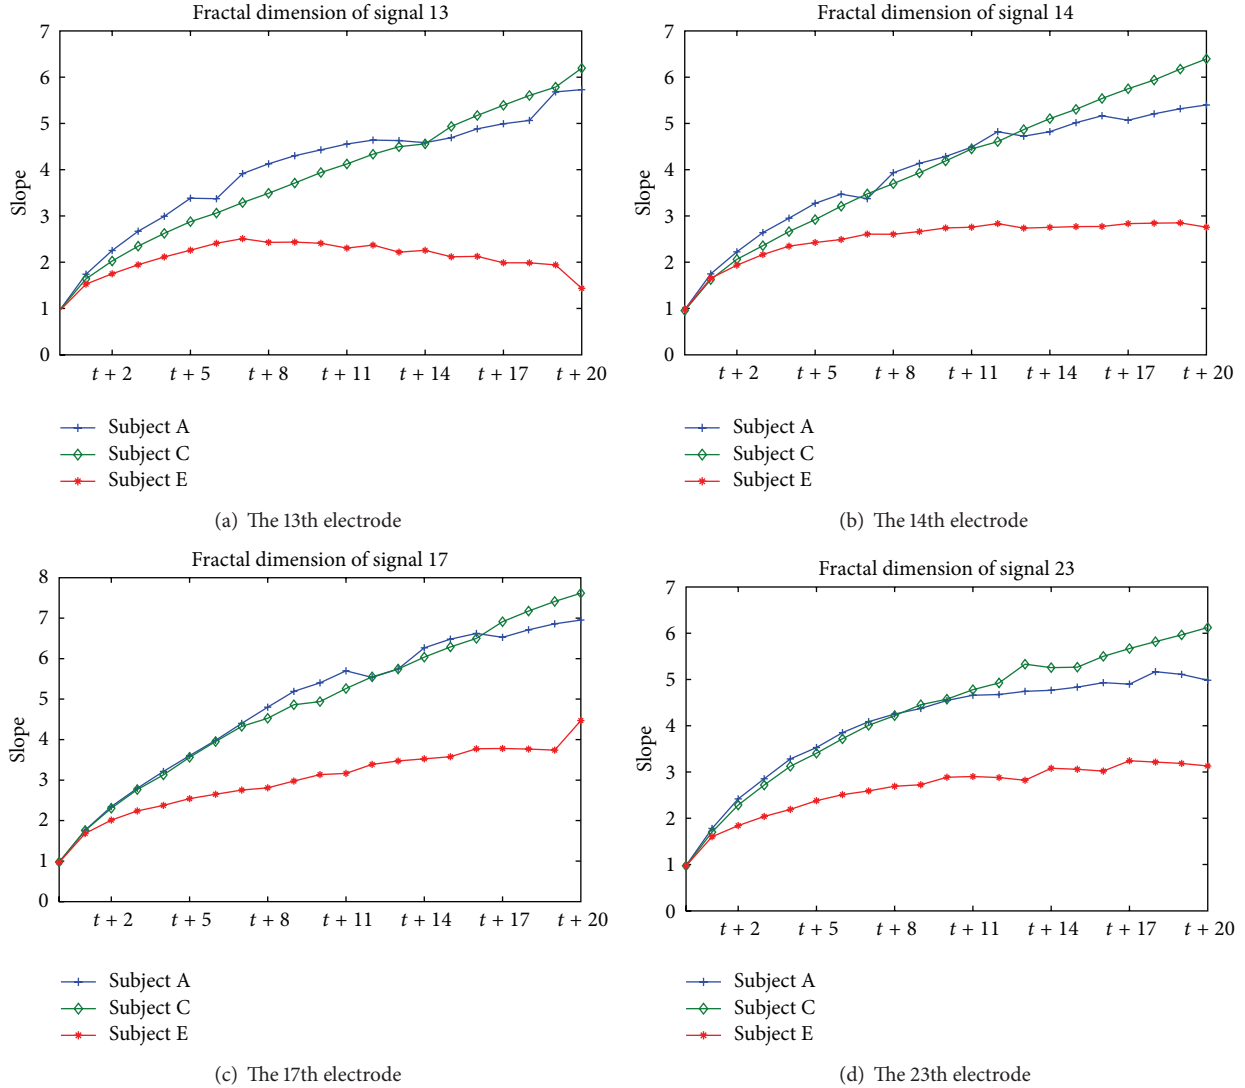 Fractal dimension of signal 13
7
6
5
4
3
2
1
0
Slope
t + 2 t + 5 t + 8 t + 11 t + 14 t + 17 t + 20
Subject A
Subject C
Subject E
(a) The 13th electrode
Fractal dimension of signal 14
7
6
5
4
3
2
1
0
Slope
t + 2 t + 5 t + 8 t + 11 t + 14 t + 17 t + 20
Subject A
Subject C
Subject E
(b) The 14th electrode
Fractal dimension of signal 17
8
7
6
5
4
3
2
1
0
Slope
t + 2 t + 5 t + 8 t + 11 t + 14 t + 17 t + 20
Subject A
Subject C
Subject E
(c) The 17th electrode
Fractal dimension of signal 23
7
6
5
4
3
2
1
0
Slope
t + 2 t + 5 t + 8 t + 11 t + 14 t + 17 t + 20
Subject A
Subject C
Subject E
(d) The 23th electrode